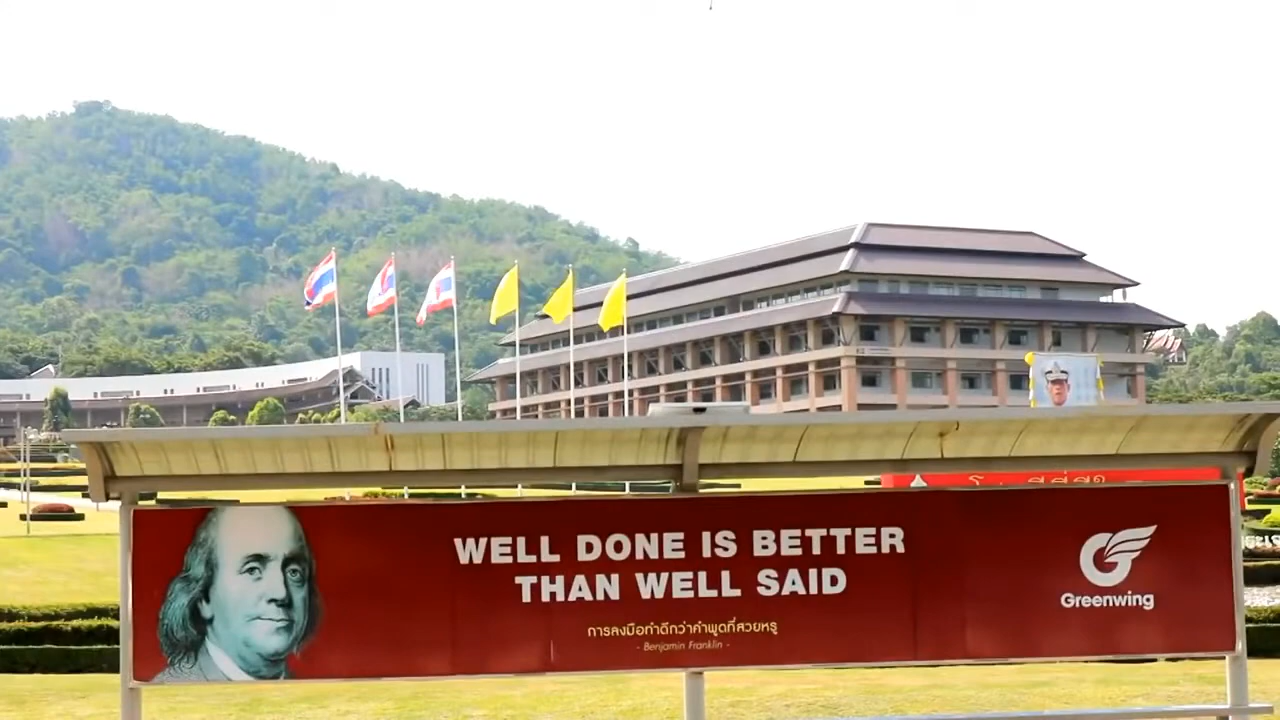 WELL DONE IS BETTER
THAN WELL SAID
การลงมือทำดีกว่าคำพูดที่สวยหรู
- Benjamin Franklin -
Greenwing